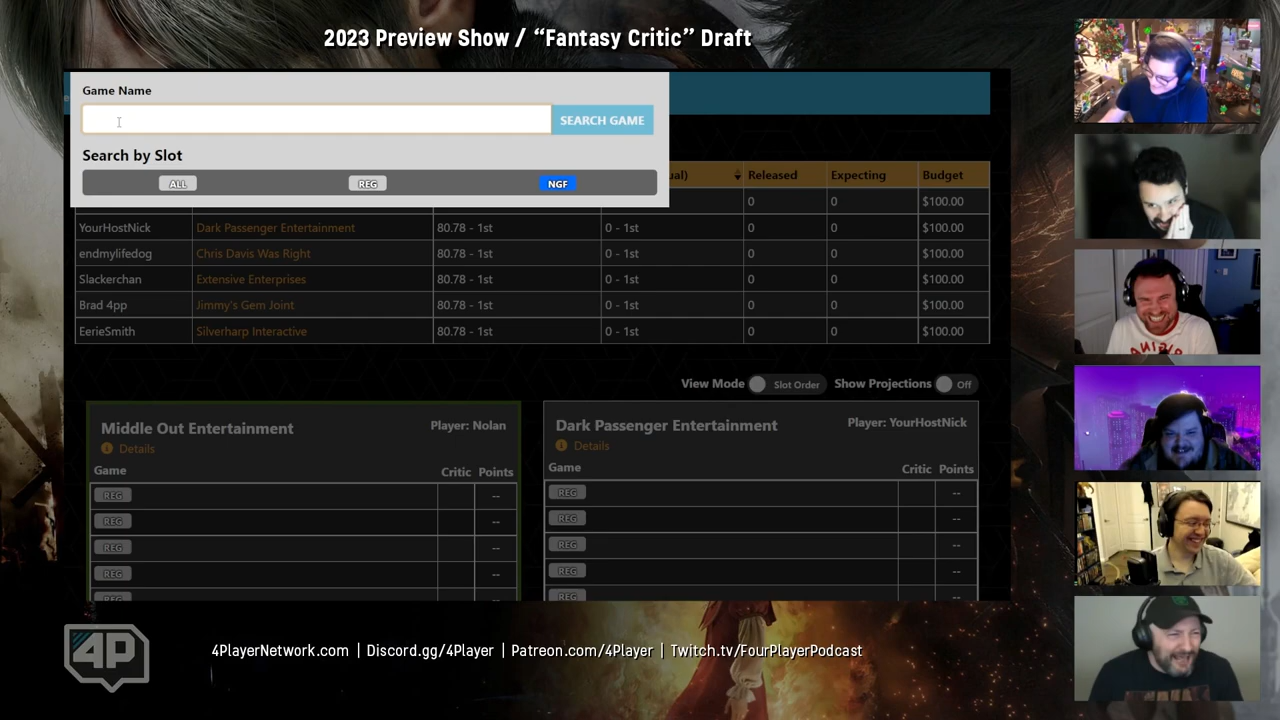 2023 Preview Show / “Fantasy Critic” Draft
Game Name
SEARCH GAME
Search by Slot
ALL REG NGF
Released Expecting Budget
0 0 $100.00
YourHostNick Dark Passenger Entertainment 80.78 - 1st 0 - 1st 0 0 $100.00
endmylifedog Chris Davis Was Right 80.78 - 1st 0 - 1st 0 0 $100.00
Slackerchan Extensive Enterprises 80.78 - 1st 0 - 1st 0 0 $100.00
Brad 4pp Jimmy's Gem Joint 80.78 - 1st 0 - 1st 0 0 $100.00
EerieSmith Silverharp Interactive 80.78 - 1st 0 - 1st 0 0 $100.00
View Mode Slot Order Show Projections Off
Middle Out Entertainment Player: Nolan
Details
Game Critic Points
REG --
REG --
REG --
REG --
REG
Dark Passenger Entertainment Player: YourHostNick
Details
Game Critic Points
REG --
REG --
REG --
REG --
REG --
4P
4PlayerNetwork.com | Discord.gg/4Player | Patreon.com/4Player | Twitch.tv/FourPlayerPodcast